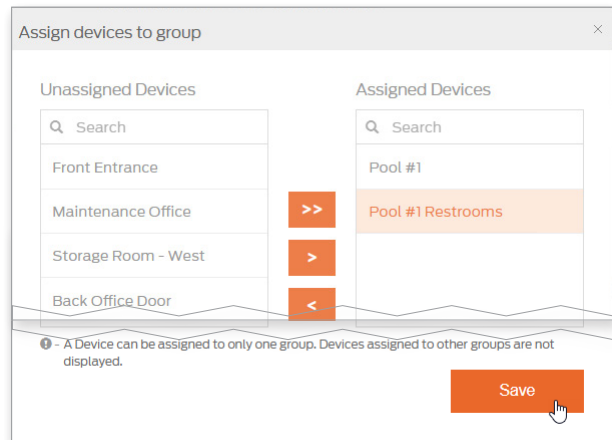 Assign devices to group
×
Unassigned Devices
Assigned Devices
Search
Search
Front Entrance
Pool #1
Maintenance Office
>>
Pool #1 Restrooms
Storage Room - West
>
Back Office Door
<
- A Device can be assigned to only one group. Devices assigned to other groups are not
displayed.
Save